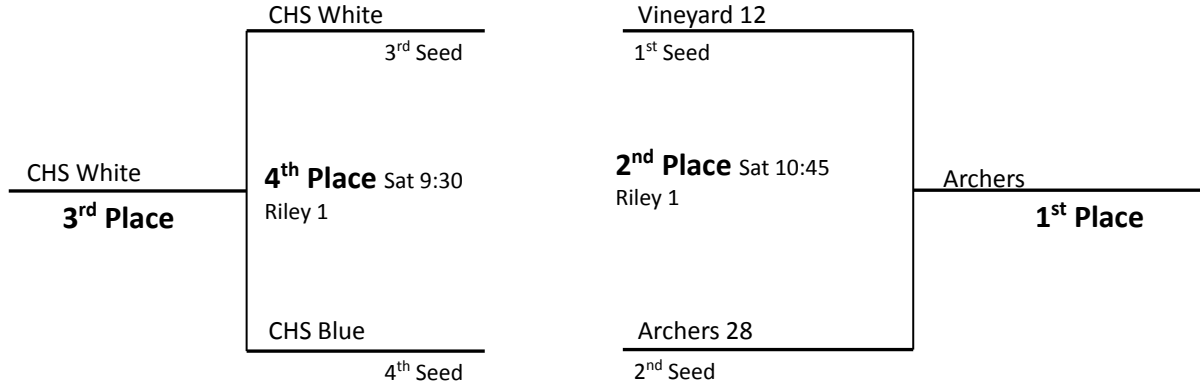 CHS White
3rd Seed
CHS White
3rd Place
4th Place Sat 9:30
Riley 1
CHS Blue
4th Seed
Vineyard 12
1st Seed
2nd Place Sat 10:45
Riley 1
Archers
1st Place
Archers 28
2nd Seed